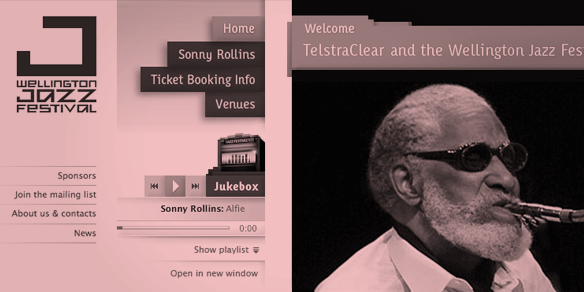 WELLINGTON
JAZZ
FESTIVAL
Home
Sonny Rollins
Ticket Booking Info
Venues
Jukebox
Sonny Rollins: Alfie
0:00
Show playlist
Open in new window
Sponsors
Join the mailing list
About us & contacts
News
Welcome
TelstraClear and the Wellington Jazz Fes